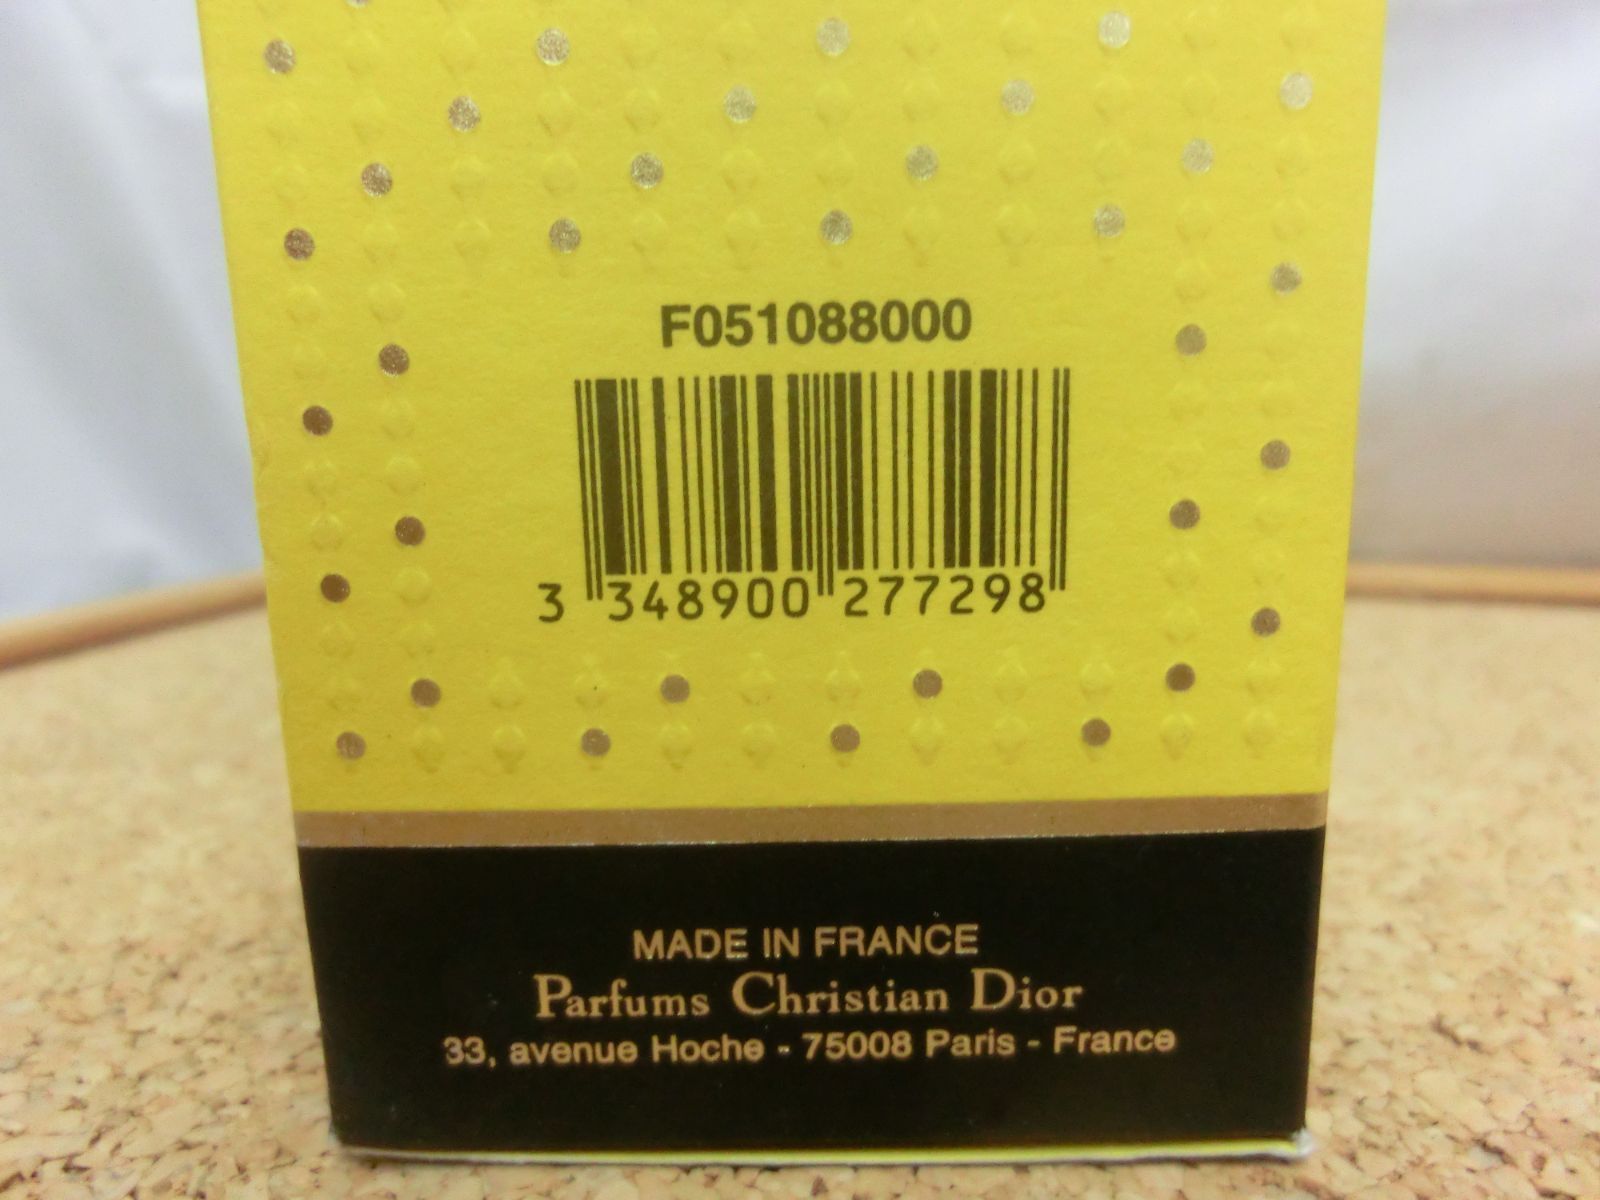 F051088000
3 348900 277298
MADE IN FRANCE
Parfums Christian Dior
33, avenue Hoche - 75008 Paris - France